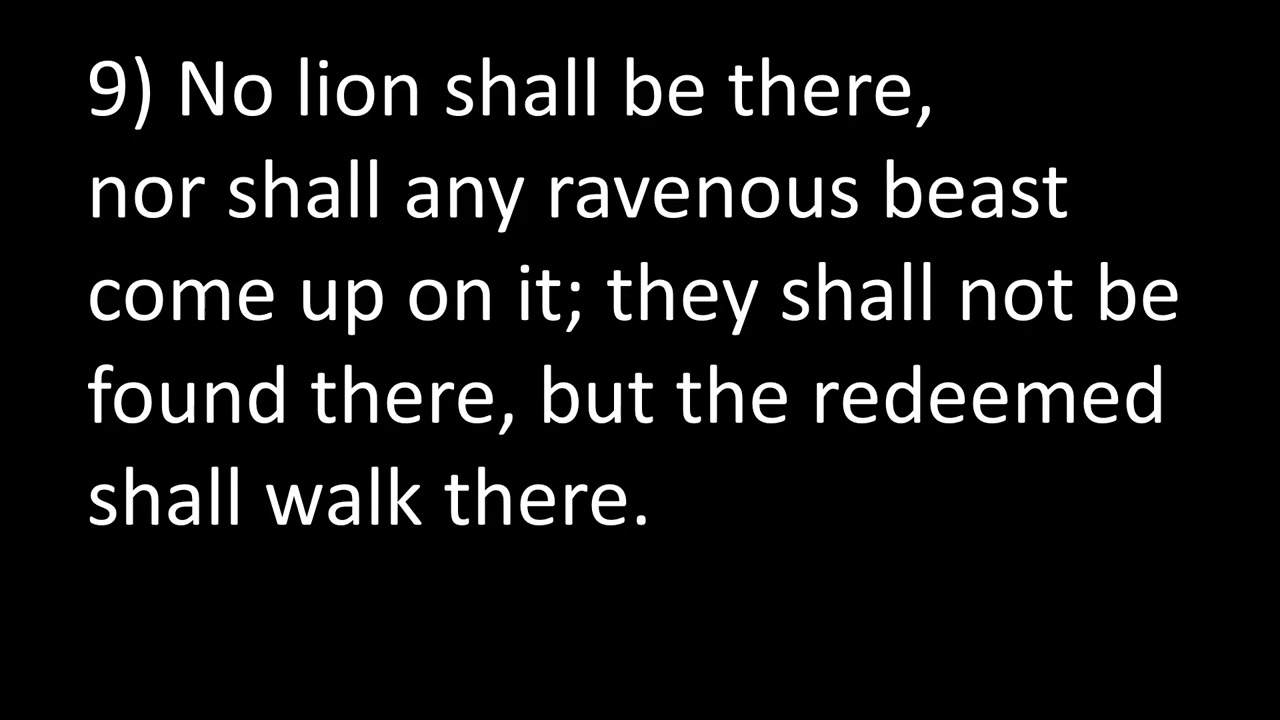 9) No lion shall be there,
nor shall any ravenous beast
come up on it; they shall not be
found there, but the redeemed
shall walk there.